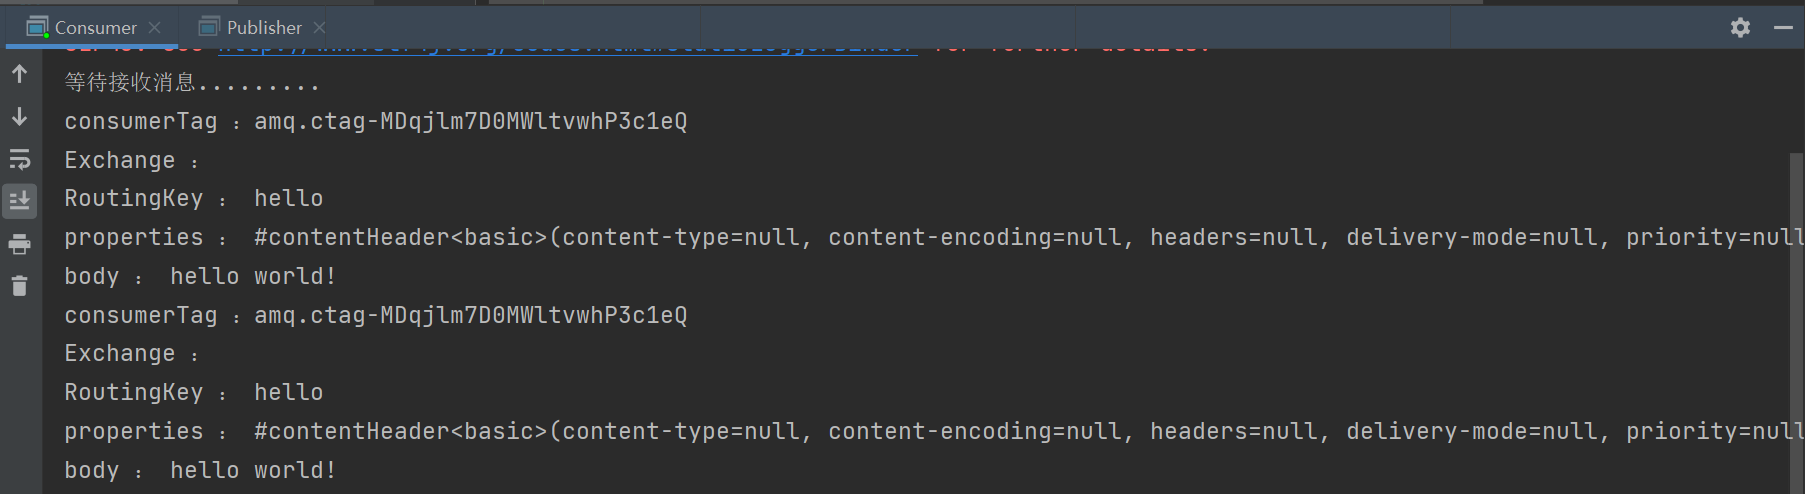 Consumer
Publisher
等待接收消息.........
consumerTag ：amq.ctag-MDqjlm7D0MWltvwhP3c1eQ
Exchange ：
RoutingKey ： hello
properties ： #contentHeader<basic>(content-type=null, content-encoding=null, headers=null, delivery-mode=null, priority=null
body ： hello world!
consumerTag ：amq.ctag-MDqjlm7D0MWltvwhP3c1eQ
Exchange ：
RoutingKey ： hello
properties ： #contentHeader<basic>(content-type=null, content-encoding=null, headers=null, delivery-mode=null, priority=null
body ： hello world!